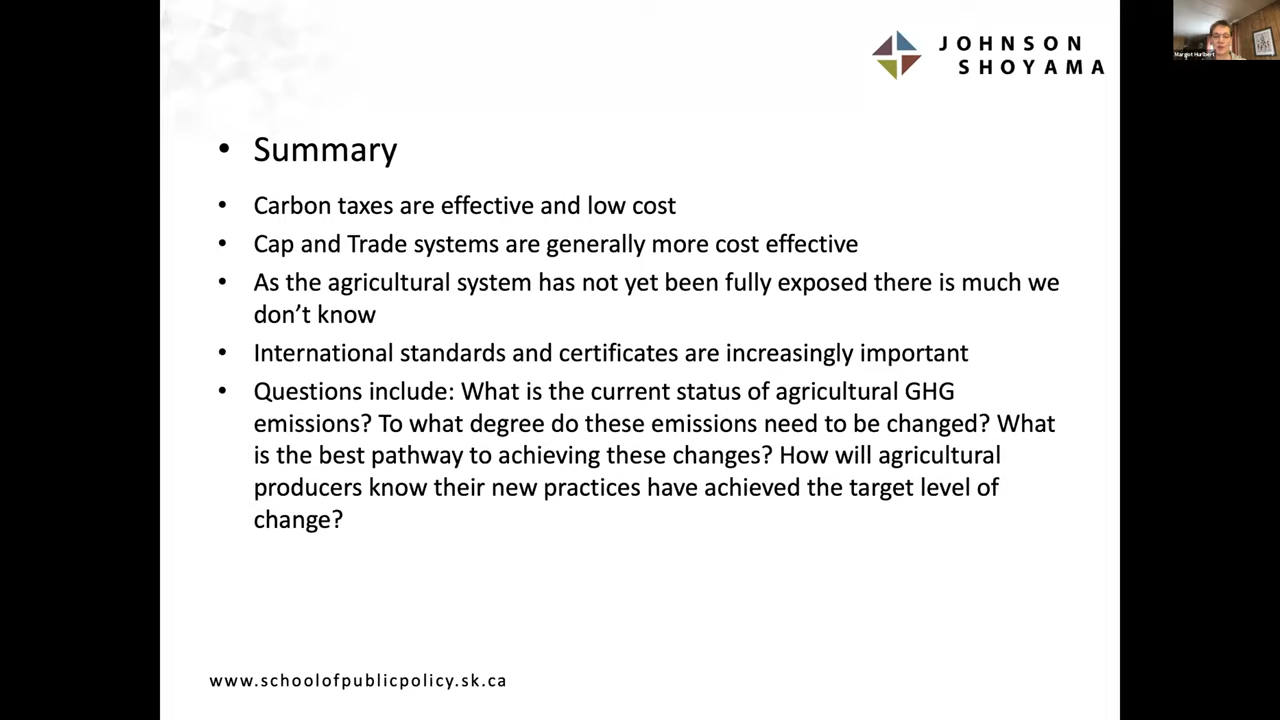 JOHNSON
SHOYAMA
Margot Hurlbert
• Summary
• Carbon taxes are effective and low cost
• Cap and Trade systems are generally more cost effective
• As the agricultural system has not yet been fully exposed there is much we
don’t know
• International standards and certificates are increasingly important
• Questions include: What is the current status of agricultural GHG
emissions? To what degree do these emissions need to be changed? What
is the best pathway to achieving these changes? How will agricultural
producers know their new practices have achieved the target level of
change?
www.schoolofpublicpolicy.sk.ca